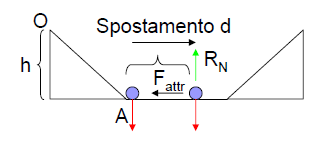 O
Spostamento d
h
R_N
F_attr
A